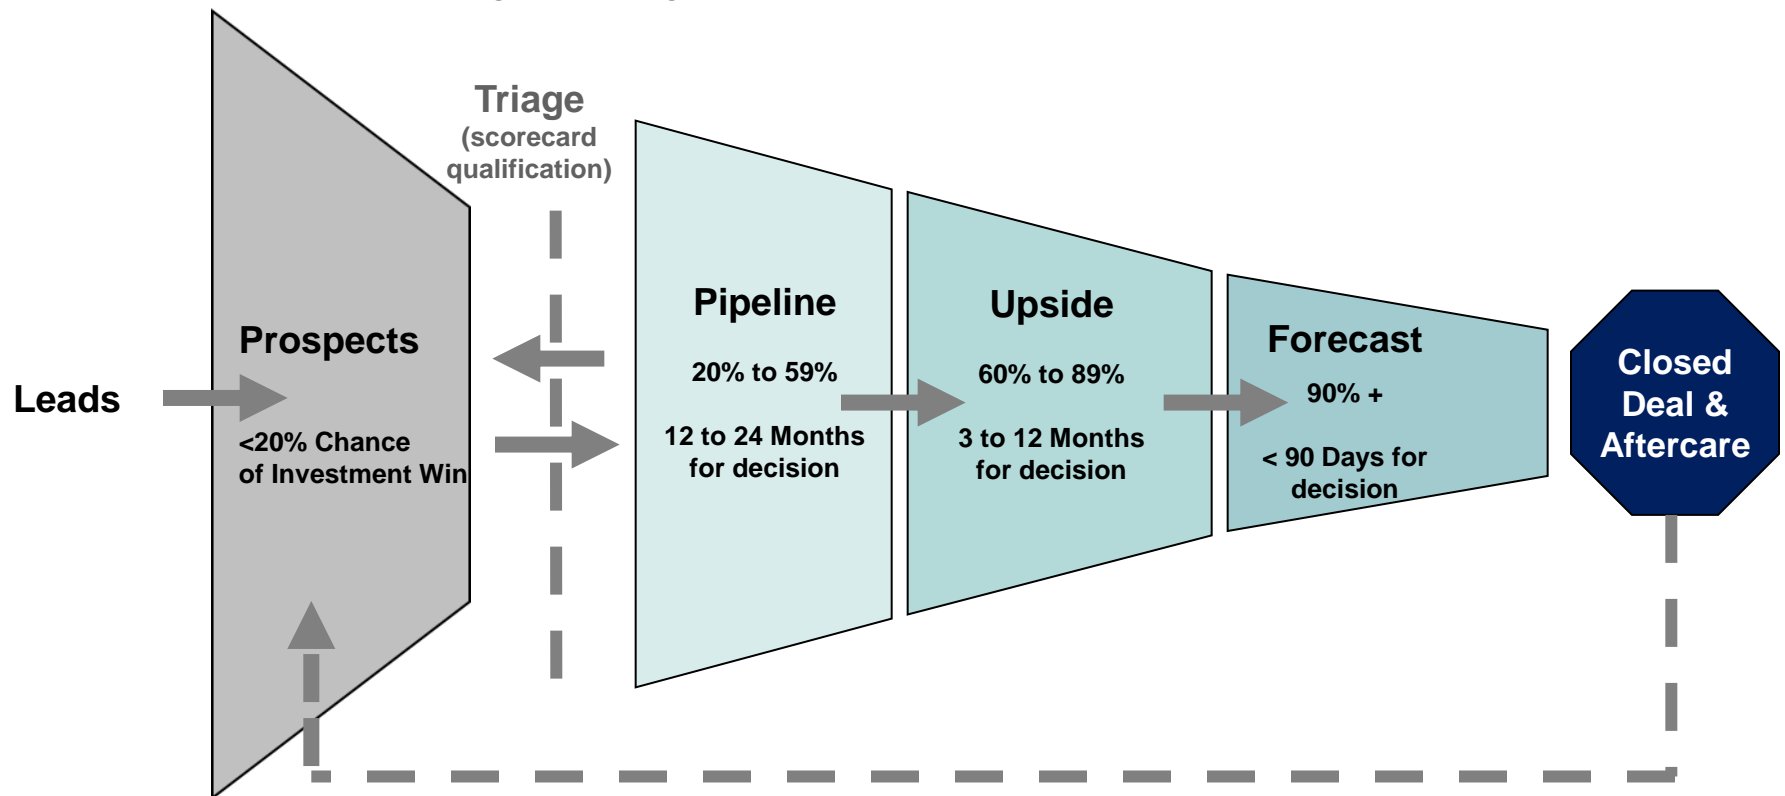 Triage
(scorecard
qualification)
Leads
Prospects
<20% Chance
of Investment Win
Pipeline
20% to 59%
12 to 24 Months
for decision
Upside
60% to 89%
3 to 12 Months
for decision
Forecast
90% +
< 90 Days for
decision
Closed
Deal &
Aftercare